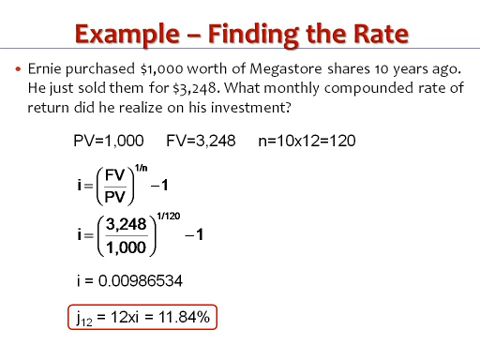 Example – Finding the Rate
• Ernie purchased $1,000 worth of Megastore shares 10 years ago.
He just sold them for $3,248. What monthly compounded rate of
return did he realize on his investment?
PV=1,000 FV=3,248 n=10x12=120
i = (FV/PV)^1/n – 1
i = (3,248/1,000)^1/120 – 1
i = 0.00986534
j12 = 12xi = 11.84%